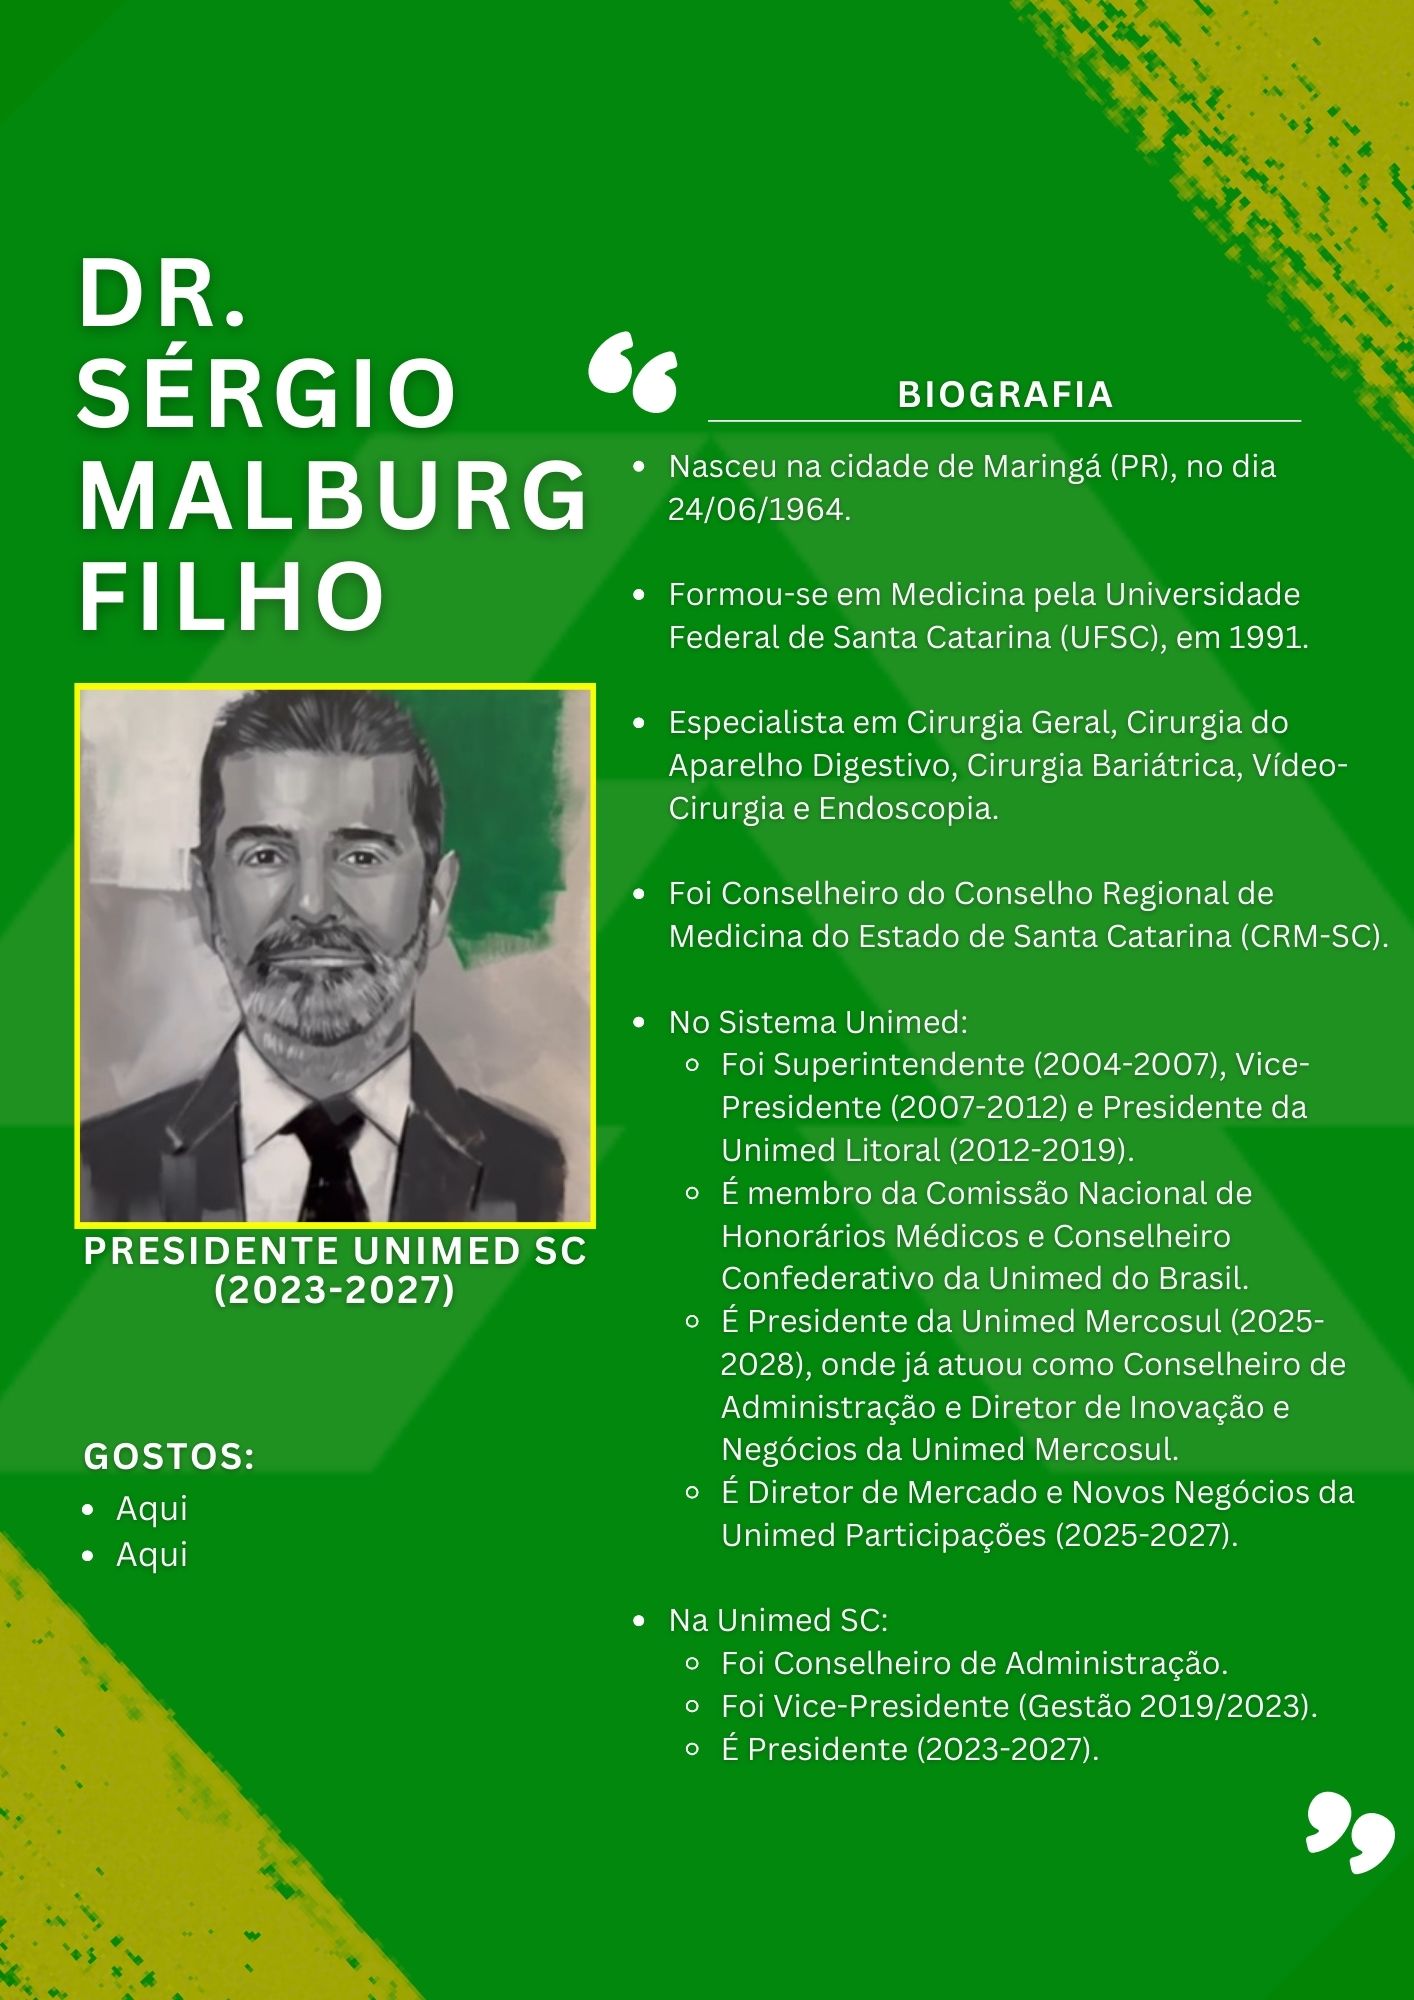 DR.
SÉRGIO
MALBURG
FILHO
PRESIDENTE UNIMED SC
(2023-2027)
GOSTOS:
• Aqui
• Aqui
BIOGRAFIA
• Nasceu na cidade de Maringá (PR), no dia
24/06/1964.
• Formou-se em Medicina pela Universidade
Federal de Santa Catarina (UFSC), em 1991.
• Especialista em Cirurgia Geral, Cirurgia do
Aparelho Digestivo, Cirurgia Bariátrica, Vídeo-
Cirurgia e Endoscopia.
• Foi Conselheiro do Conselho Regional de
Medicina do Estado de Santa Catarina (CRM-SC).
• No Sistema Unimed:
◦ Foi Superintendente (2004-2007), Vice-
Presidente (2007-2012) e Presidente da
Unimed Litoral (2012-2019).
◦ É membro da Comissão Nacional de
Honorários Médicos e Conselheiro
Confederativo da Unimed do Brasil.
◦ É Presidente da Unimed Mercosul (2025-
2028), onde já atuou como Conselheiro de
Administração e Diretor de Inovação e
Negócios da Unimed Mercosul.
◦ É Diretor de Mercado e Novos Negócios da
Unimed Participações (2025-2027).
• Na Unimed SC:
◦ Foi Conselheiro de Administração.
◦ Foi Vice-Presidente (Gestão 2019/2023).
◦ É Presidente (2023-2027).